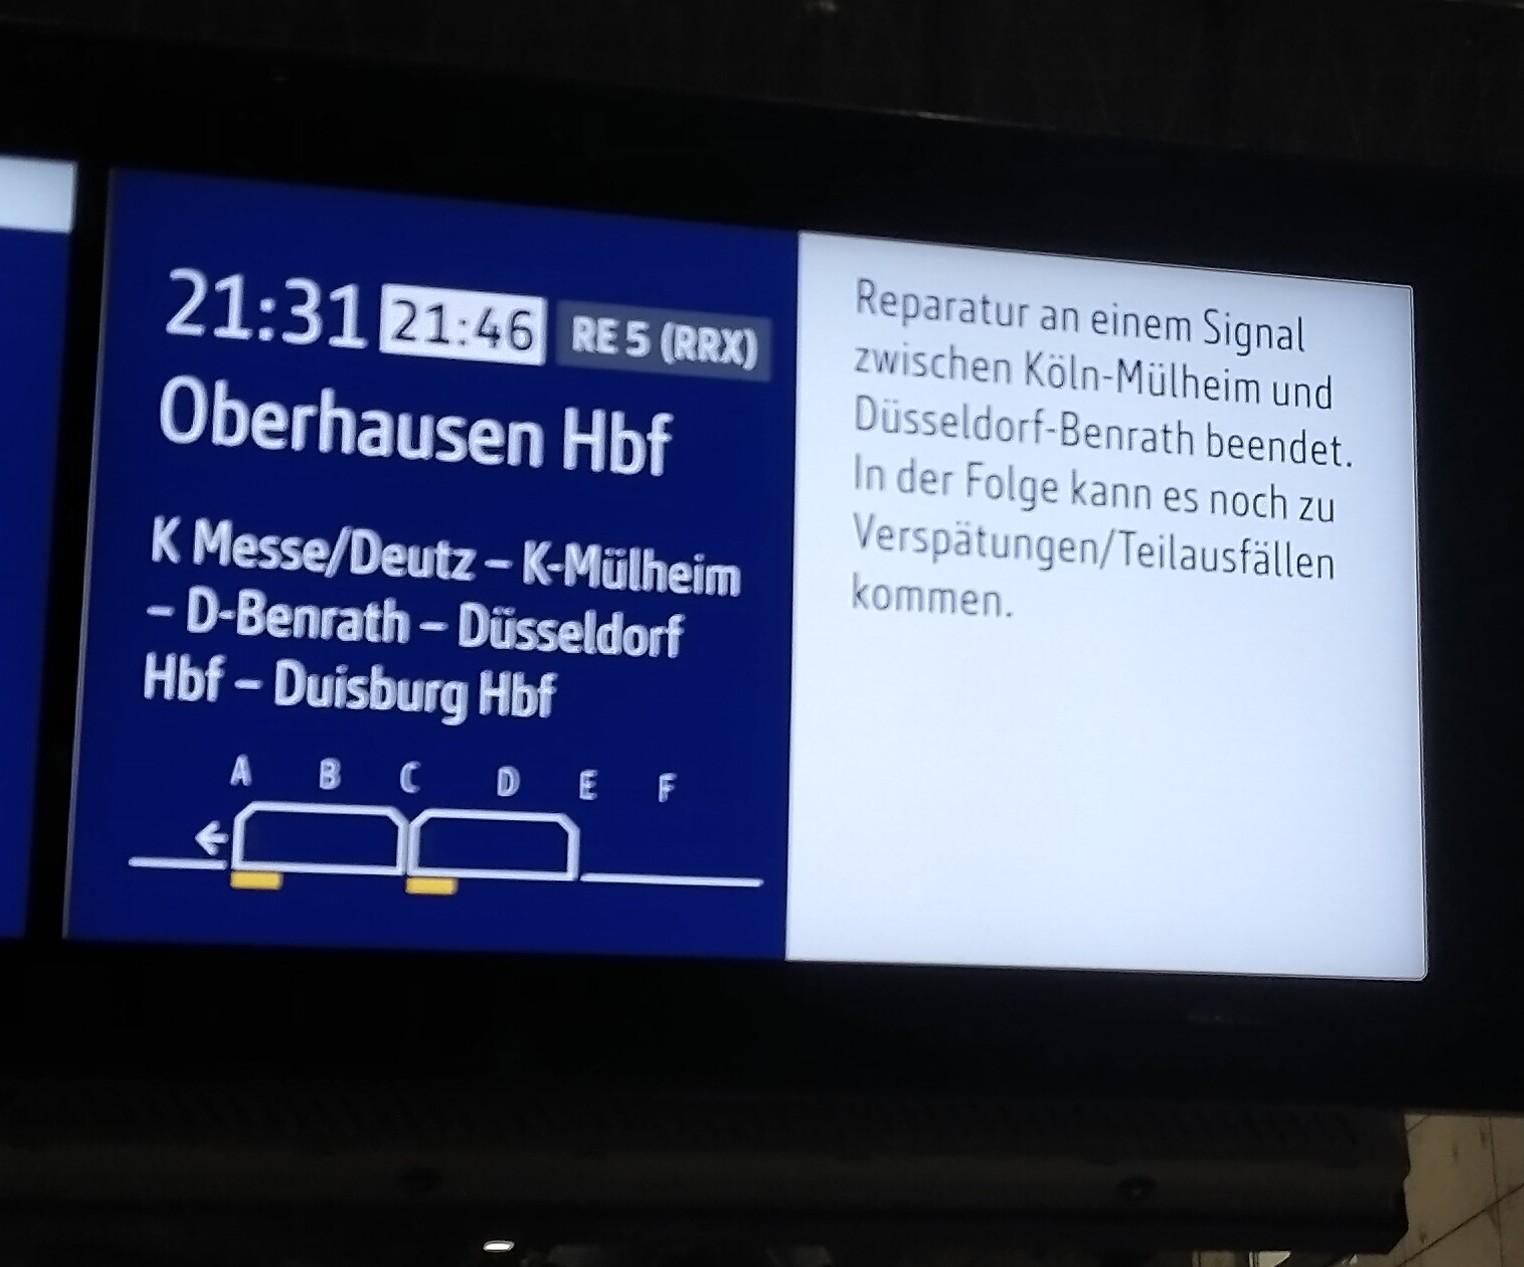 21:31 21:46 RE 5 (RRX)
Oberhausen Hbf
K Messe/Deutz – K-Mülheim
– D-Benrath – Düsseldorf
Hbf – Duisburg Hbf
A B C D E F
Reparatur an einem Signal
zwischen Köln-Mülheim und
Düsseldorf-Benrath beendet.
In der Folge kann es noch zu
Verspätungen/Teilausfällen
kommen.